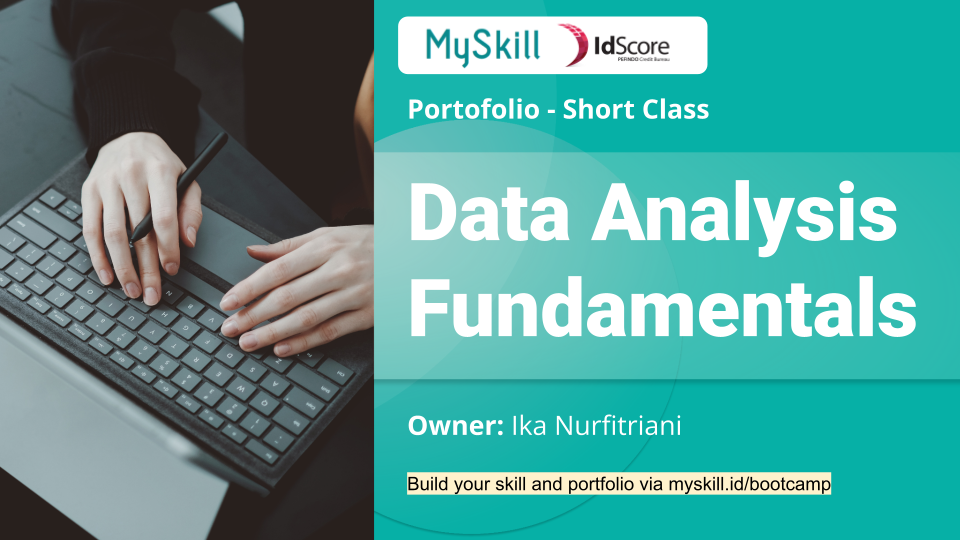 MySkill IdScore
PEFINDO Credit Bureau
Portofolio - Short Class
Data Analysis
Fundamentals
Owner: Ika Nurfitriani
Build your skill and portfolio via myskill.id/bootcamp